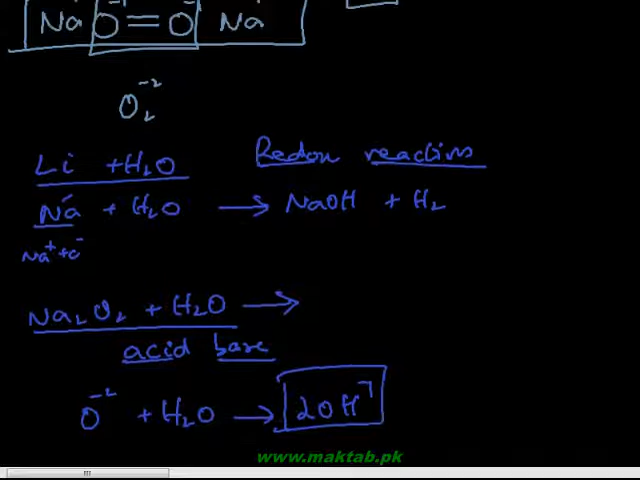 Na O = O Na
O₂⁻²
Li + H₂O Redox reactions
Na + H₂O → NaOH + H₂
Na⁺ + e⁻
Na₂O₂ + H₂O →
acid base
O⁻² + H₂O → 2OH⁻
www.maktab.pk